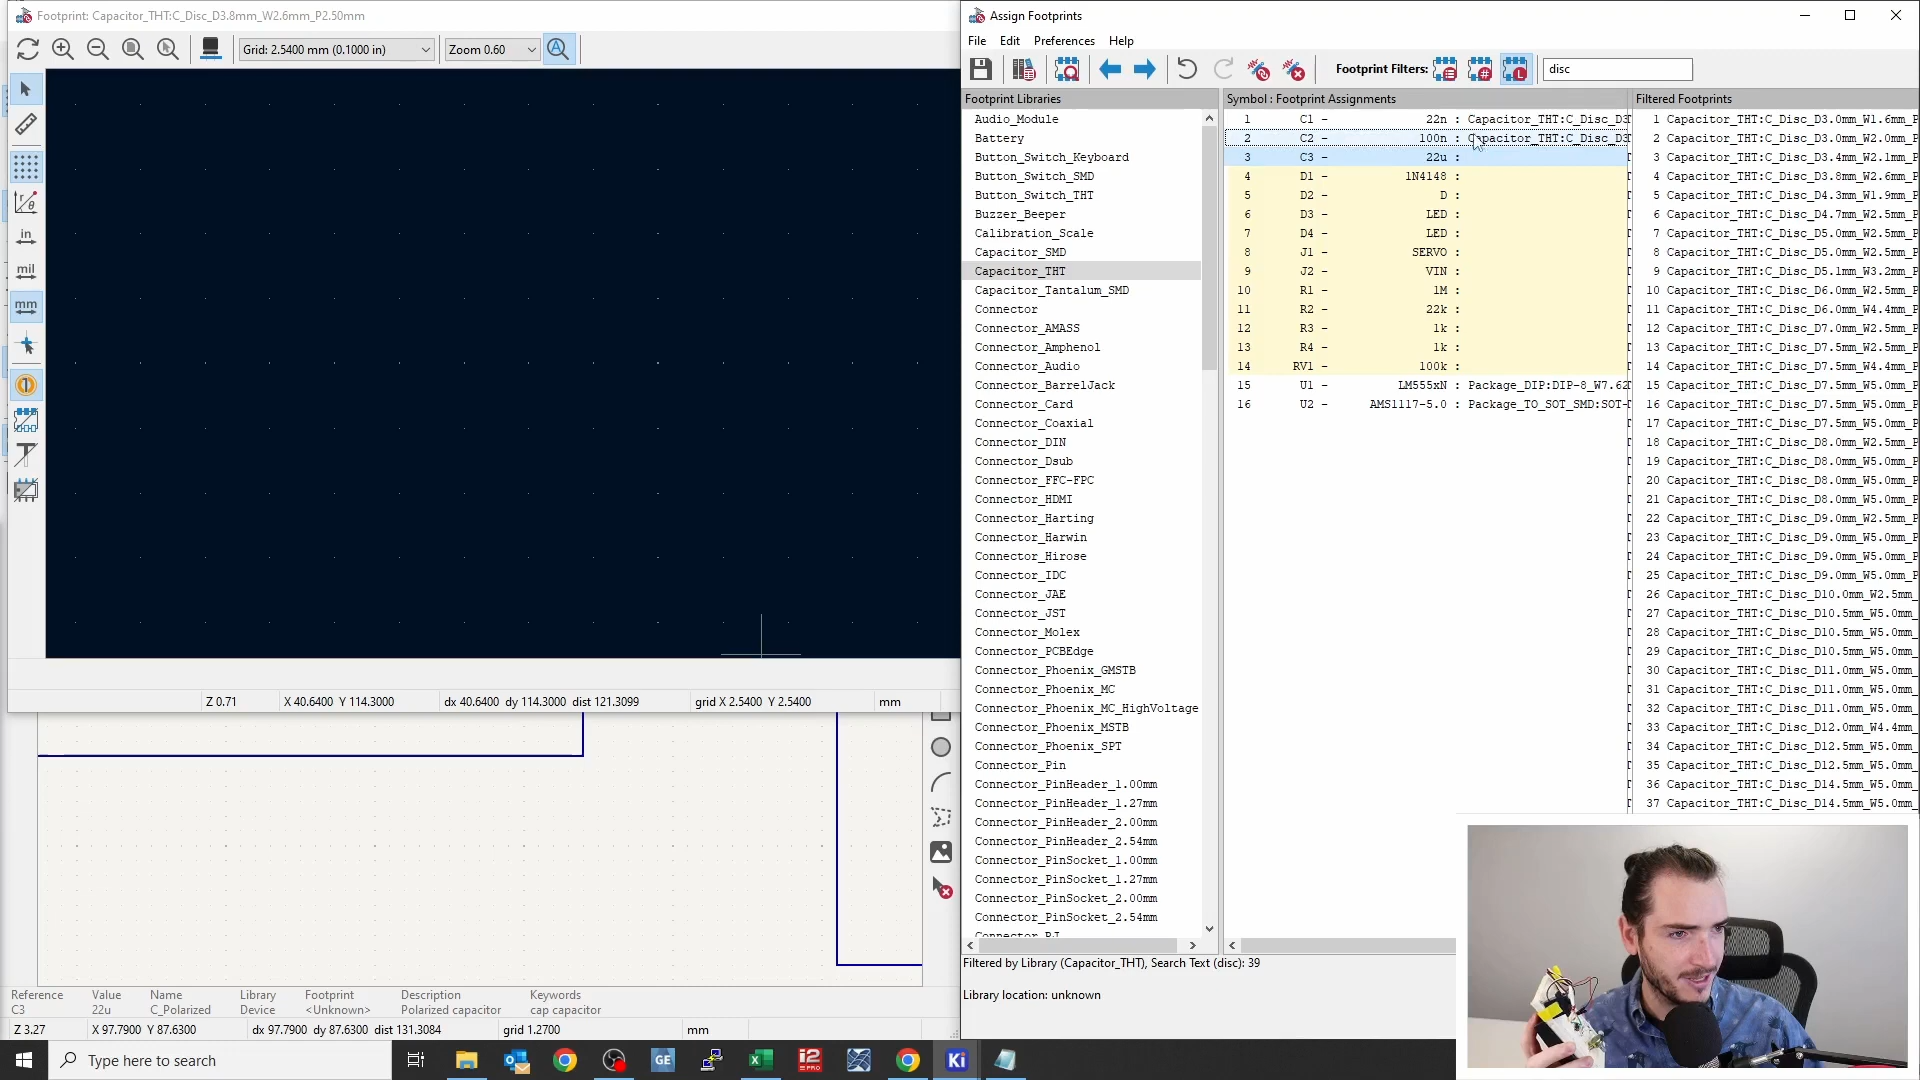 Footprint: Capacitor_THT:C_Disc_D3.8mm_W2.6mm_P2.50mm
Grid: 2.5400 mm (0.1000 in)
Zoom 0.60
in
mil
mm
Z 0.71
X 40.6400 Y 114.3000
dx 40.6400 dy 114.3000 dist 121.3099
grid X 2.5400 Y 2.5400
mm
Assign Footprints
File Edit Preferences Help
Footprint Filters:
disc
Footprint Libraries
Audio_Module
Battery
Button_Switch_Keyboard
Button_Switch_SMD
Button_Switch_THT
Buzzer_Beeper
Calibration_Scale
Capacitor_SMD
Capacitor_THT
Capacitor_Tantalum_SMD
Connector
Connector_AMASS
Connector_Amphenol
Connector_Audio
Connector_BarrelJack
Connector_Card
Connector_Coaxial
Connector_DIN
Connector_Dsub
Connector_FFC-FPC
Connector_HDMI
Connector_Harting
Connector_Harwin
Connector_Hirose
Connector_IDC
Connector_JAE
Connector_JST
Connector_Molex
Connector_PCBEdge
Connector_Phoenix_GMSTB
Connector_Phoenix_MC
Connector_Phoenix_MC_HighVoltage
Connector_Phoenix_MSTB
Connector_Phoenix_SPT
Connector_Pin
Connector_PinHeader_1.00mm
Connector_PinHeader_1.27mm
Connector_PinHeader_2.00mm
Connector_PinHeader_2.54mm
Connector_PinSocket_1.00mm
Connector_PinSocket_1.27mm
Connector_PinSocket_2.00mm
Connector_PinSocket_2.54mm
Symbol : Footprint Assignments
1 C1 - 22n : Capacitor_THT:C_Disc_D3
2 C2 - 100n : Capacitor_THT:C_Disc_D3
3 C3 - 22u :
4 D1 - 1N4148 :
5 D2 - D :
6 D3 - LED :
7 D4 - LED :
8 J1 - SERVO :
9 J2 - VIN :
10 R1 - 1M :
11 R2 - 22k :
12 R3 - 1k :
13 R4 - 1k :
14 RV1 - 100k :
15 U1 - LM555xN : Package_DIP:DIP-8_W7.62
16 U2 - AMS1117-5.0 : Package_TO_SOT_SMD:SOT-
Filtered Footprints
1 Capacitor_THT:C_Disc_D3.0mm_W1.6mm_P
2 Capacitor_THT:C_Disc_D3.0mm_W2.0mm_P
3 Capacitor_THT:C_Disc_D3.4mm_W2.1mm_P
4 Capacitor_THT:C_Disc_D3.8mm_W2.6mm_P
5 Capacitor_THT:C_Disc_D4.3mm_W1.9mm_P
6 Capacitor_THT:C_Disc_D4.7mm_W2.5mm_P
7 Capacitor_THT:C_Disc_D5.0mm_W2.5mm_P
8 Capacitor_THT:C_Disc_D5.0mm_W2.5mm_P
9 Capacitor_THT:C_Disc_D5.1mm_W3.2mm_P
10 Capacitor_THT:C_Disc_D6.0mm_W2.5mm_P
11 Capacitor_THT:C_Disc_D6.0mm_W4.4mm_P
12 Capacitor_THT:C_Disc_D7.0mm_W2.5mm_P
13 Capacitor_THT:C_Disc_D7.5mm_W2.5mm_P
14 Capacitor_THT:C_Disc_D7.5mm_W4.4mm_P
15 Capacitor_THT:C_Disc_D7.5mm_W5.0mm_P
16 Capacitor_THT:C_Disc_D7.5mm_W5.0mm_P
17 Capacitor_THT:C_Disc_D7.5mm_W5.0mm_P
18 Capacitor_THT:C_Disc_D8.0mm_W2.5mm_P
19 Capacitor_THT:C_Disc_D8.0mm_W5.0mm_P
20 Capacitor_THT:C_Disc_D8.0mm_W5.0mm_P
21 Capacitor_THT:C_Disc_D8.0mm_W5.0mm_P
22 Capacitor_THT:C_Disc_D9.0mm_W2.5mm_P
23 Capacitor_THT:C_Disc_D9.0mm_W5.0mm_P
24 Capacitor_THT:C_Disc_D9.0mm_W5.0mm_P
25 Capacitor_THT:C_Disc_D9.0mm_W5.0mm_P
26 Capacitor_THT:C_Disc_D10.0mm_W2.5mm_
27 Capacitor_THT:C_Disc_D10.5mm_W5.0mm_
28 Capacitor_THT:C_Disc_D10.5mm_W5.0mm_
29 Capacitor_THT:C_Disc_D10.5mm_W5.0mm_
30 Capacitor_THT:C_Disc_D11.0mm_W5.0mm_
31 Capacitor_THT:C_Disc_D11.0mm_W5.0mm_
32 Capacitor_THT:C_Disc_D11.0mm_W5.0mm_
33 Capacitor_THT:C_Disc_D12.0mm_W4.4mm_
34 Capacitor_THT:C_Disc_D12.5mm_W5.0mm_
35 Capacitor_THT:C_Disc_D12.5mm_W5.0mm_
36 Capacitor_THT:C_Disc_D14.5mm_W5.0mm_
37 Capacitor_THT:C_Disc_D14.5mm_W5.0mm_
Filtered by Library (Capacitor_THT), Search Text (disc): 39
Library location: unknown
Reference Value Name Library Footprint Description Keywords
C3 22u C_Polarized Device <Unknown> Polarized capacitor cap capacitor
Z 3.27 X 97.7900 Y 87.6300 dx 97.7900 dy 87.6300 dist 131.3084 grid 1.2700 mm
Type here to search
GE
i2
PRO
Ki